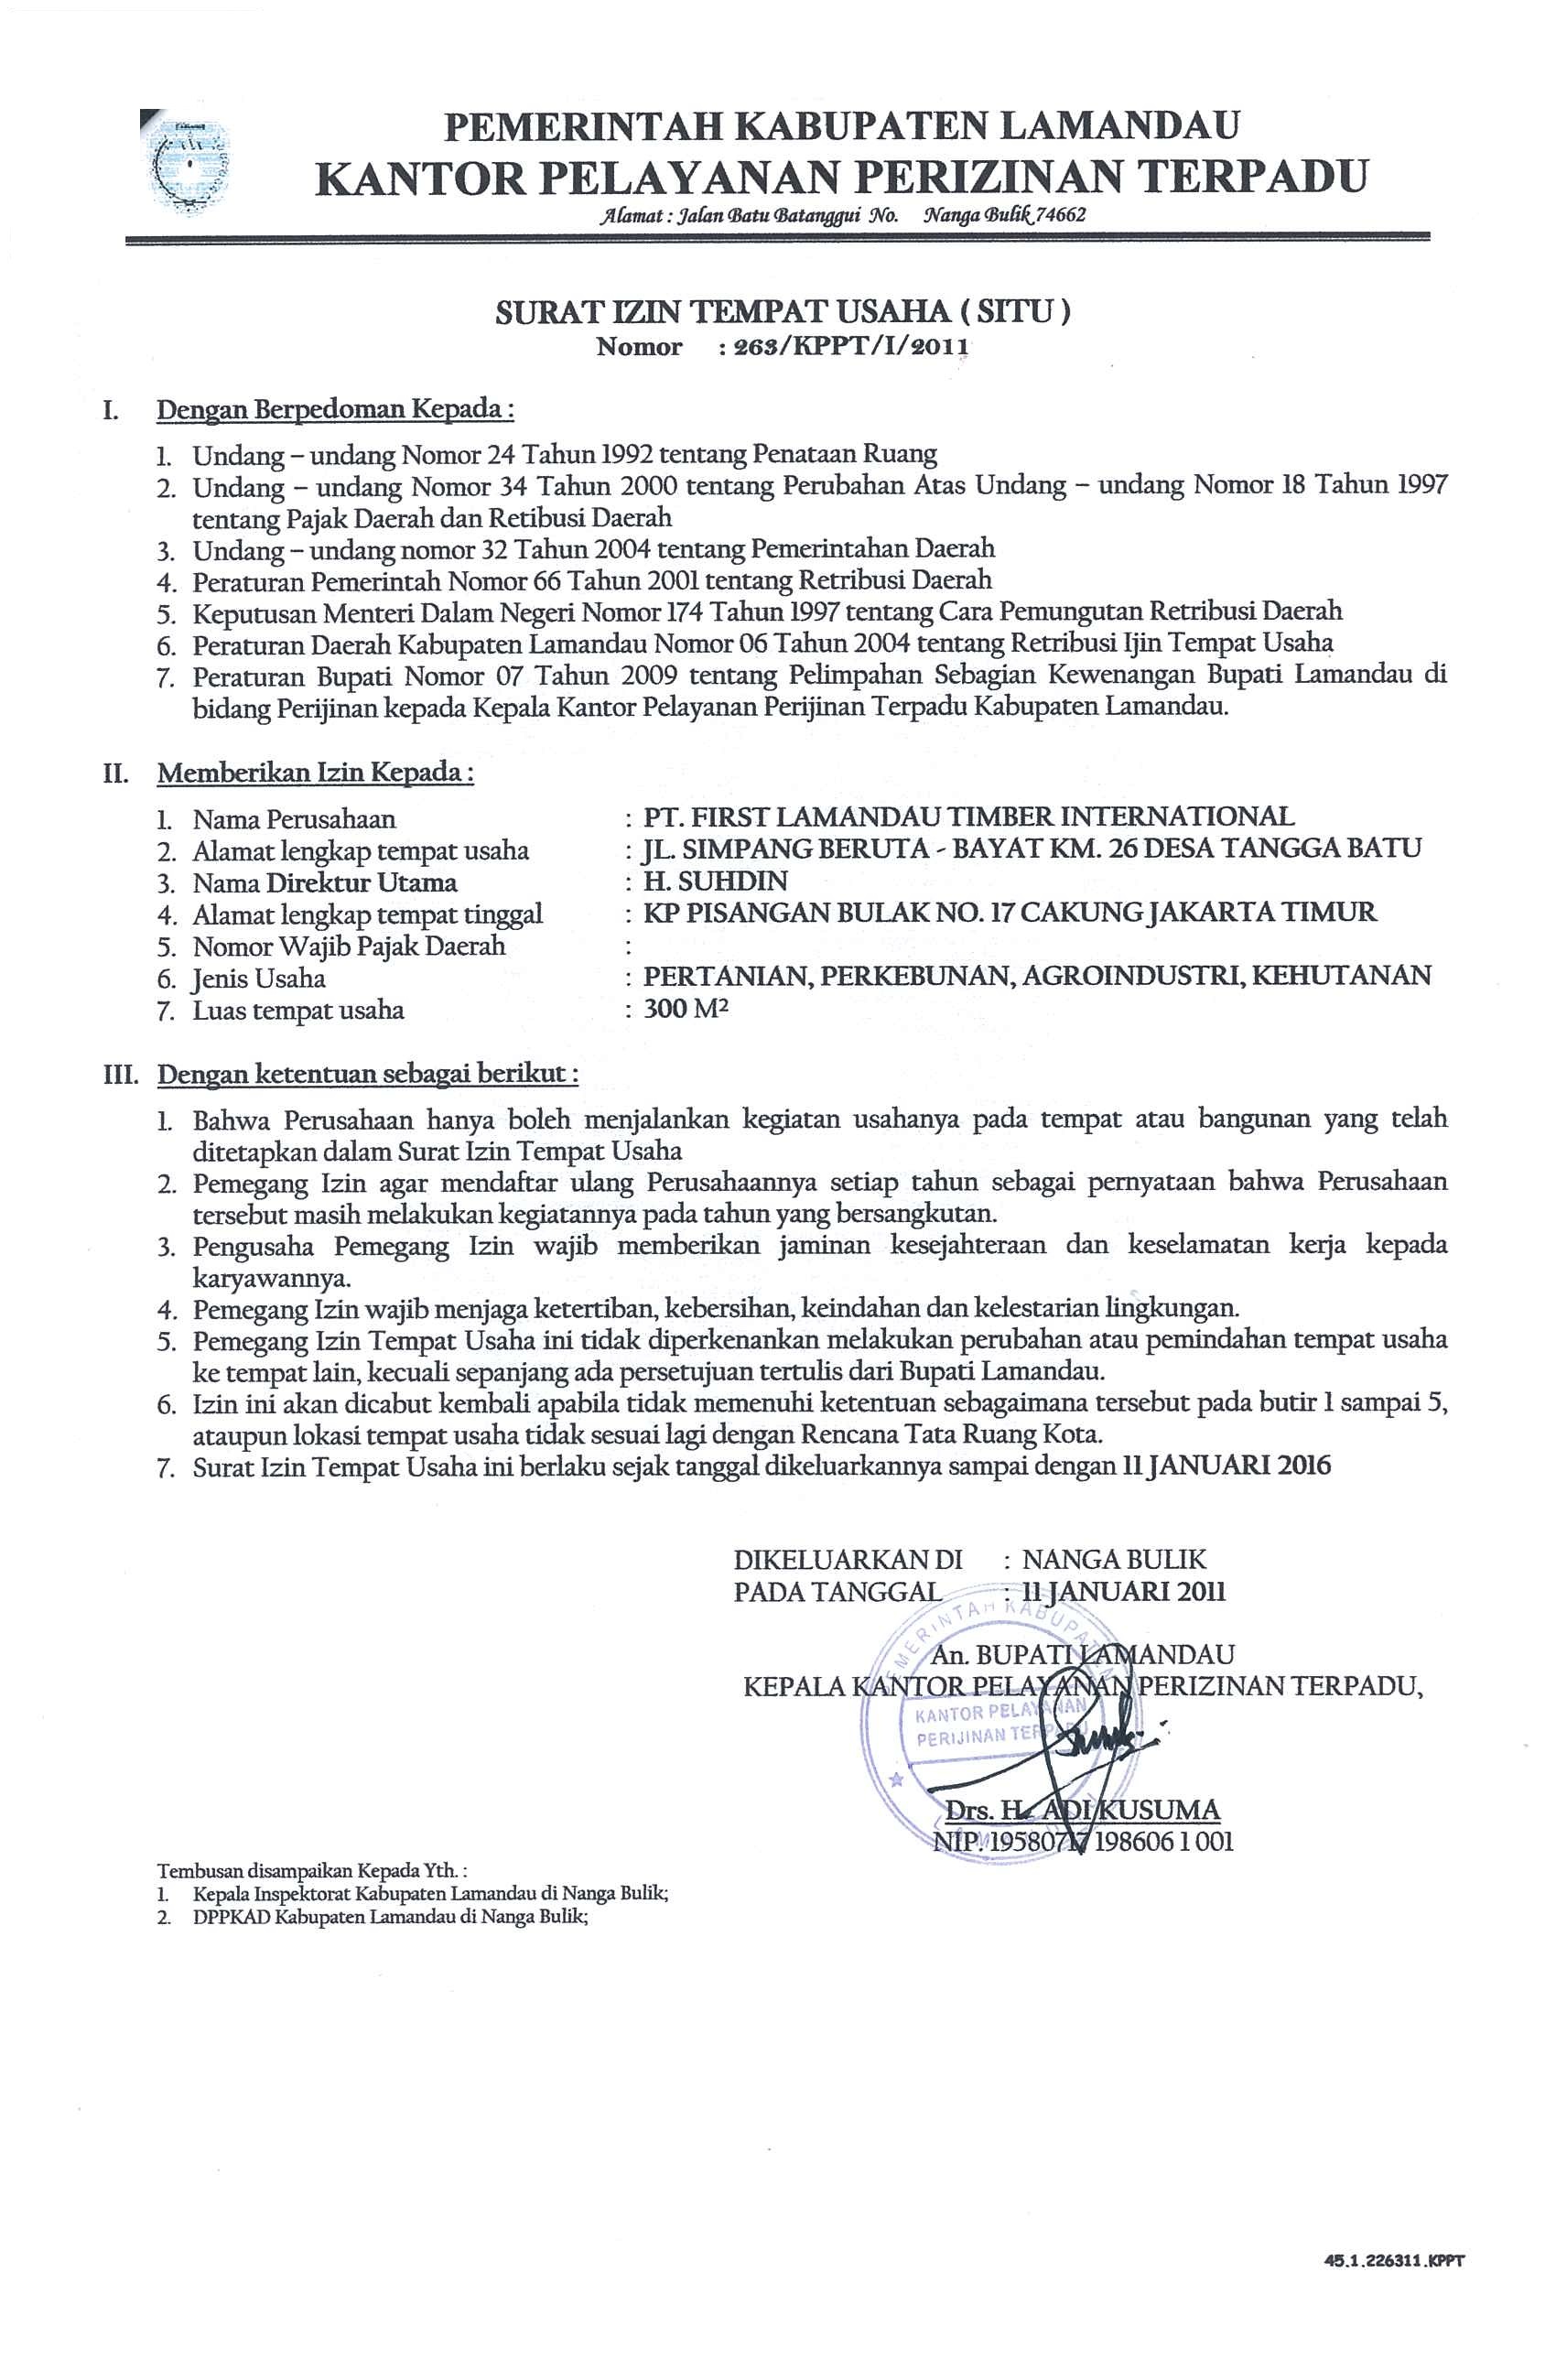 PEMERINTAH KABUPATEN LAMANDAU
KANTOR PELAYANAN PERIZINAN TERPADU
Alamat : Jalan Batu Batanggui No. Nanga Bulik 74662
SURAT IZIN TEMPAT USAHA ( SITU )
Nomor : 263/KPPT/I/2011
I. Dengan Berpedoman Kepada :
1. Undang – undang Nomor 24 Tahun 1992 tentang Penataan Ruang
2. Undang – undang Nomor 34 Tahun 2000 tentang Perubahan Atas Undang – undang Nomor 18 Tahun 1997
tentang Pajak Daerah dan Retibusi Daerah
3. Undang – undang nomor 32 Tahun 2004 tentang Pemerintahan Daerah
4. Peraturan Pemerintah Nomor 66 Tahun 2001 tentang Retribusi Daerah
5. Keputusan Menteri Dalam Negeri Nomor 174 Tahun 1997 tentang Cara Pemungutan Retribusi Daerah
6. Peraturan Daerah Kabupaten Lamandau Nomor 06 Tahun 2004 tentang Retribusi Ijin Tempat Usaha
7. Peraturan Bupati Nomor 07 Tahun 2009 tentang Pelimpahan Sebagian Kewenangan Bupati Lamandau di
bidang Perijinan kepada Kepala Kantor Pelayanan Perijinan Terpadu Kabupaten Lamandau.
II. Memberikan Izin Kepada :
1. Nama Perusahaan : PT. FIRST LAMANDAU TIMBER INTERNATIONAL
2. Alamat lengkap tempat usaha : JL. SIMPANG BERUTA - BAYAT KM. 26 DESA TANGGA BATU
3. Nama Direktur Utama : H. SUHDIN
4. Alamat lengkap tempat tinggal : KP PISANGAN BULAK NO. 17 CAKUNG JAKARTA TIMUR
5. Nomor Wajib Pajak Daerah :
6. Jenis Usaha : PERTANIAN, PERKEBUNAN, AGROINDUSTRI, KEHUTANAN
7. Luas tempat usaha : 300 M²
III. Dengan ketentuan sebagai berikut :
1. Bahwa Perusahaan hanya boleh menjalankan kegiatan usahanya pada tempat atau bangunan yang telah
ditetapkan dalam Surat Izin Tempat Usaha
2. Pemegang Izin agar mendaftar ulang Perusahaannya setiap tahun sebagai pernyataan bahwa Perusahaan
tersebut masih melakukan kegiatannya pada tahun yang bersangkutan.
3. Pengusaha Pemegang Izin wajib memberikan jaminan kesejahteraan dan keselamatan kerja kepada
karyawannya.
4. Pemegang Izin wajib menjaga ketertiban, kebersihan, keindahan dan kelestarian lingkungan.
5. Pemegang Izin Tempat Usaha ini tidak diperkenankan melakukan perubahan atau pemindahan tempat usaha
ke tempat lain, kecuali sepanjang ada persetujuan tertulis dari Bupati Lamandau.
6. Izin ini akan dicabut kembali apabila tidak memenuhi ketentuan sebagaimana tersebut pada butir 1 sampai 5,
ataupun lokasi tempat usaha tidak sesuai lagi dengan Rencana Tata Ruang Kota.
7. Surat Izin Tempat Usaha ini berlaku sejak tanggal dikeluarkannya sampai dengan 11 JANUARI 2016
DIKELUARKAN DI : NANGA BULIK
PADA TANGGAL : 11 JANUARI 2011
An. BUPATI LAMANDAU
KEPALA KANTOR PELAYANAN PERIZINAN TERPADU,
PEMERINTAH KABUPATEN
KANTOR PELAYANAN
PERIJINAN TERPADU
LAMANDAU
Drs. H. ADI KUSUMA
NIP. 19580717 198606 1 001
Tembusan disampaikan Kepada Yth. :
1. Kepala Inspektorat Kabupaten Lamandau di Nanga Bulik;
2. DPPKAD Kabupaten Lamandau di Nanga Bulik;
45.1.226311.KPPT